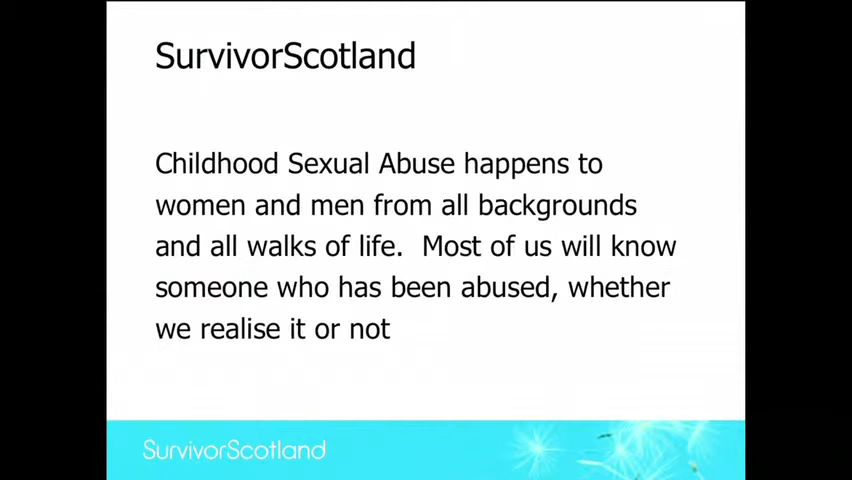 SurvivorScotland
Childhood Sexual Abuse happens to
women and men from all backgrounds
and all walks of life.  Most of us will know
someone who has been abused, whether
we realise it or not
SurvivorScotland